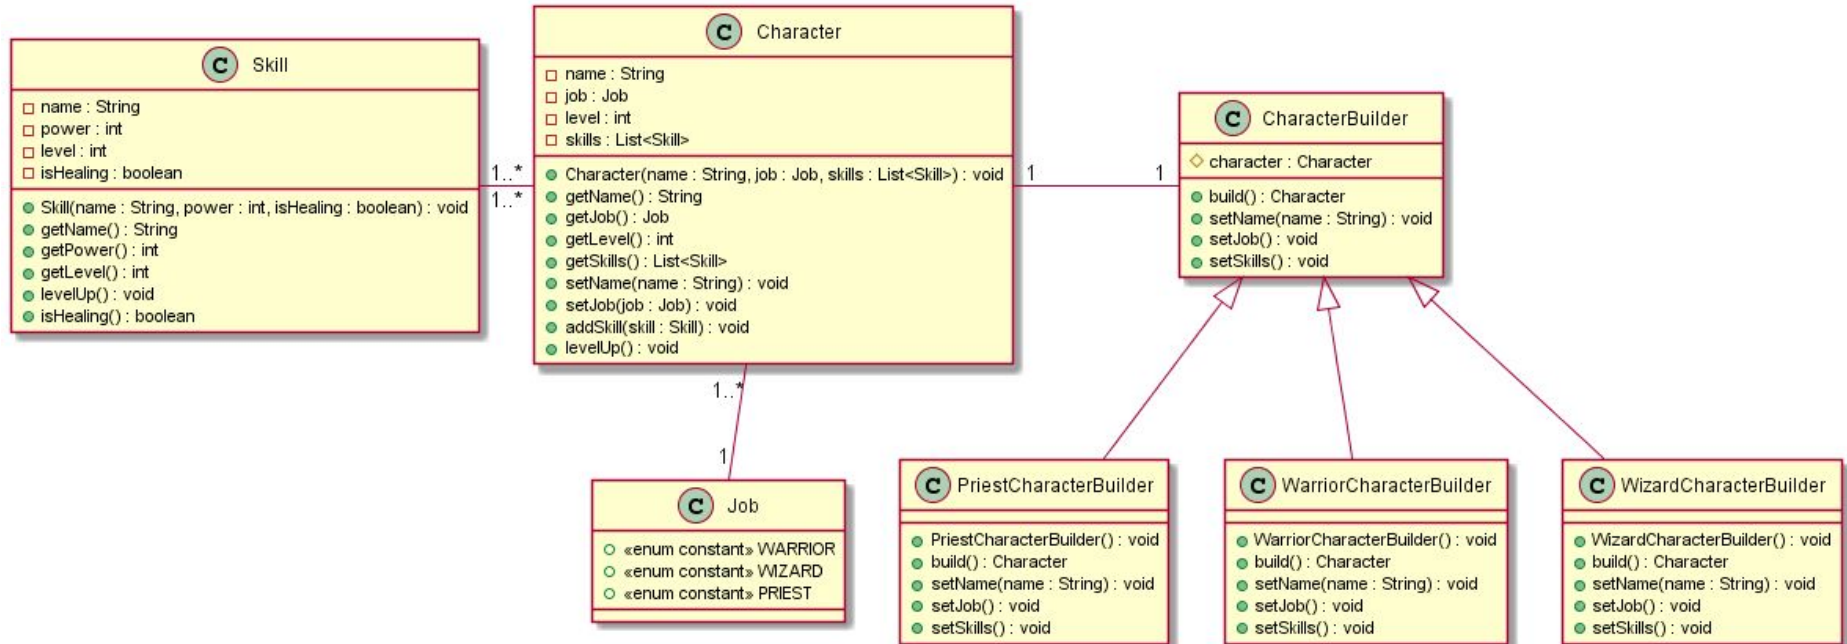 C Skill
name : String
power : int
level : int
isHealing : boolean
Skill(name : String, power : int, isHealing : boolean) : void
getName() : String
getPower() : int
getLevel() : int
levelUp() : void
isHealing() : boolean
1..*
1..*
C Character
name : String
job : Job
level : int
skills : List<Skill>
Character(name : String, job : Job, skills : List<Skill>) : void
getName() : String
getJob() : Job
getLevel() : int
getSkills() : List<Skill>
setName(name : String) : void
setJob(job : Job) : void
addSkill(skill : Skill) : void
levelUp() : void
1
1
C CharacterBuilder
character : Character
build() : Character
setName(name : String) : void
setJob() : void
setSkills() : void
1..*
1
C Job
«enum constant» WARRIOR
«enum constant» WIZARD
«enum constant» PRIEST
C PriestCharacterBuilder
PriestCharacterBuilder() : void
build() : Character
setName(name : String) : void
setJob() : void
setSkills() : void
C WarriorCharacterBuilder
WarriorCharacterBuilder() : void
build() : Character
setName(name : String) : void
setJob() : void
setSkills() : void
C WizardCharacterBuilder
WizardCharacterBuilder() : void
build() : Character
setName(name : String) : void
setJob() : void
setSkills() : void